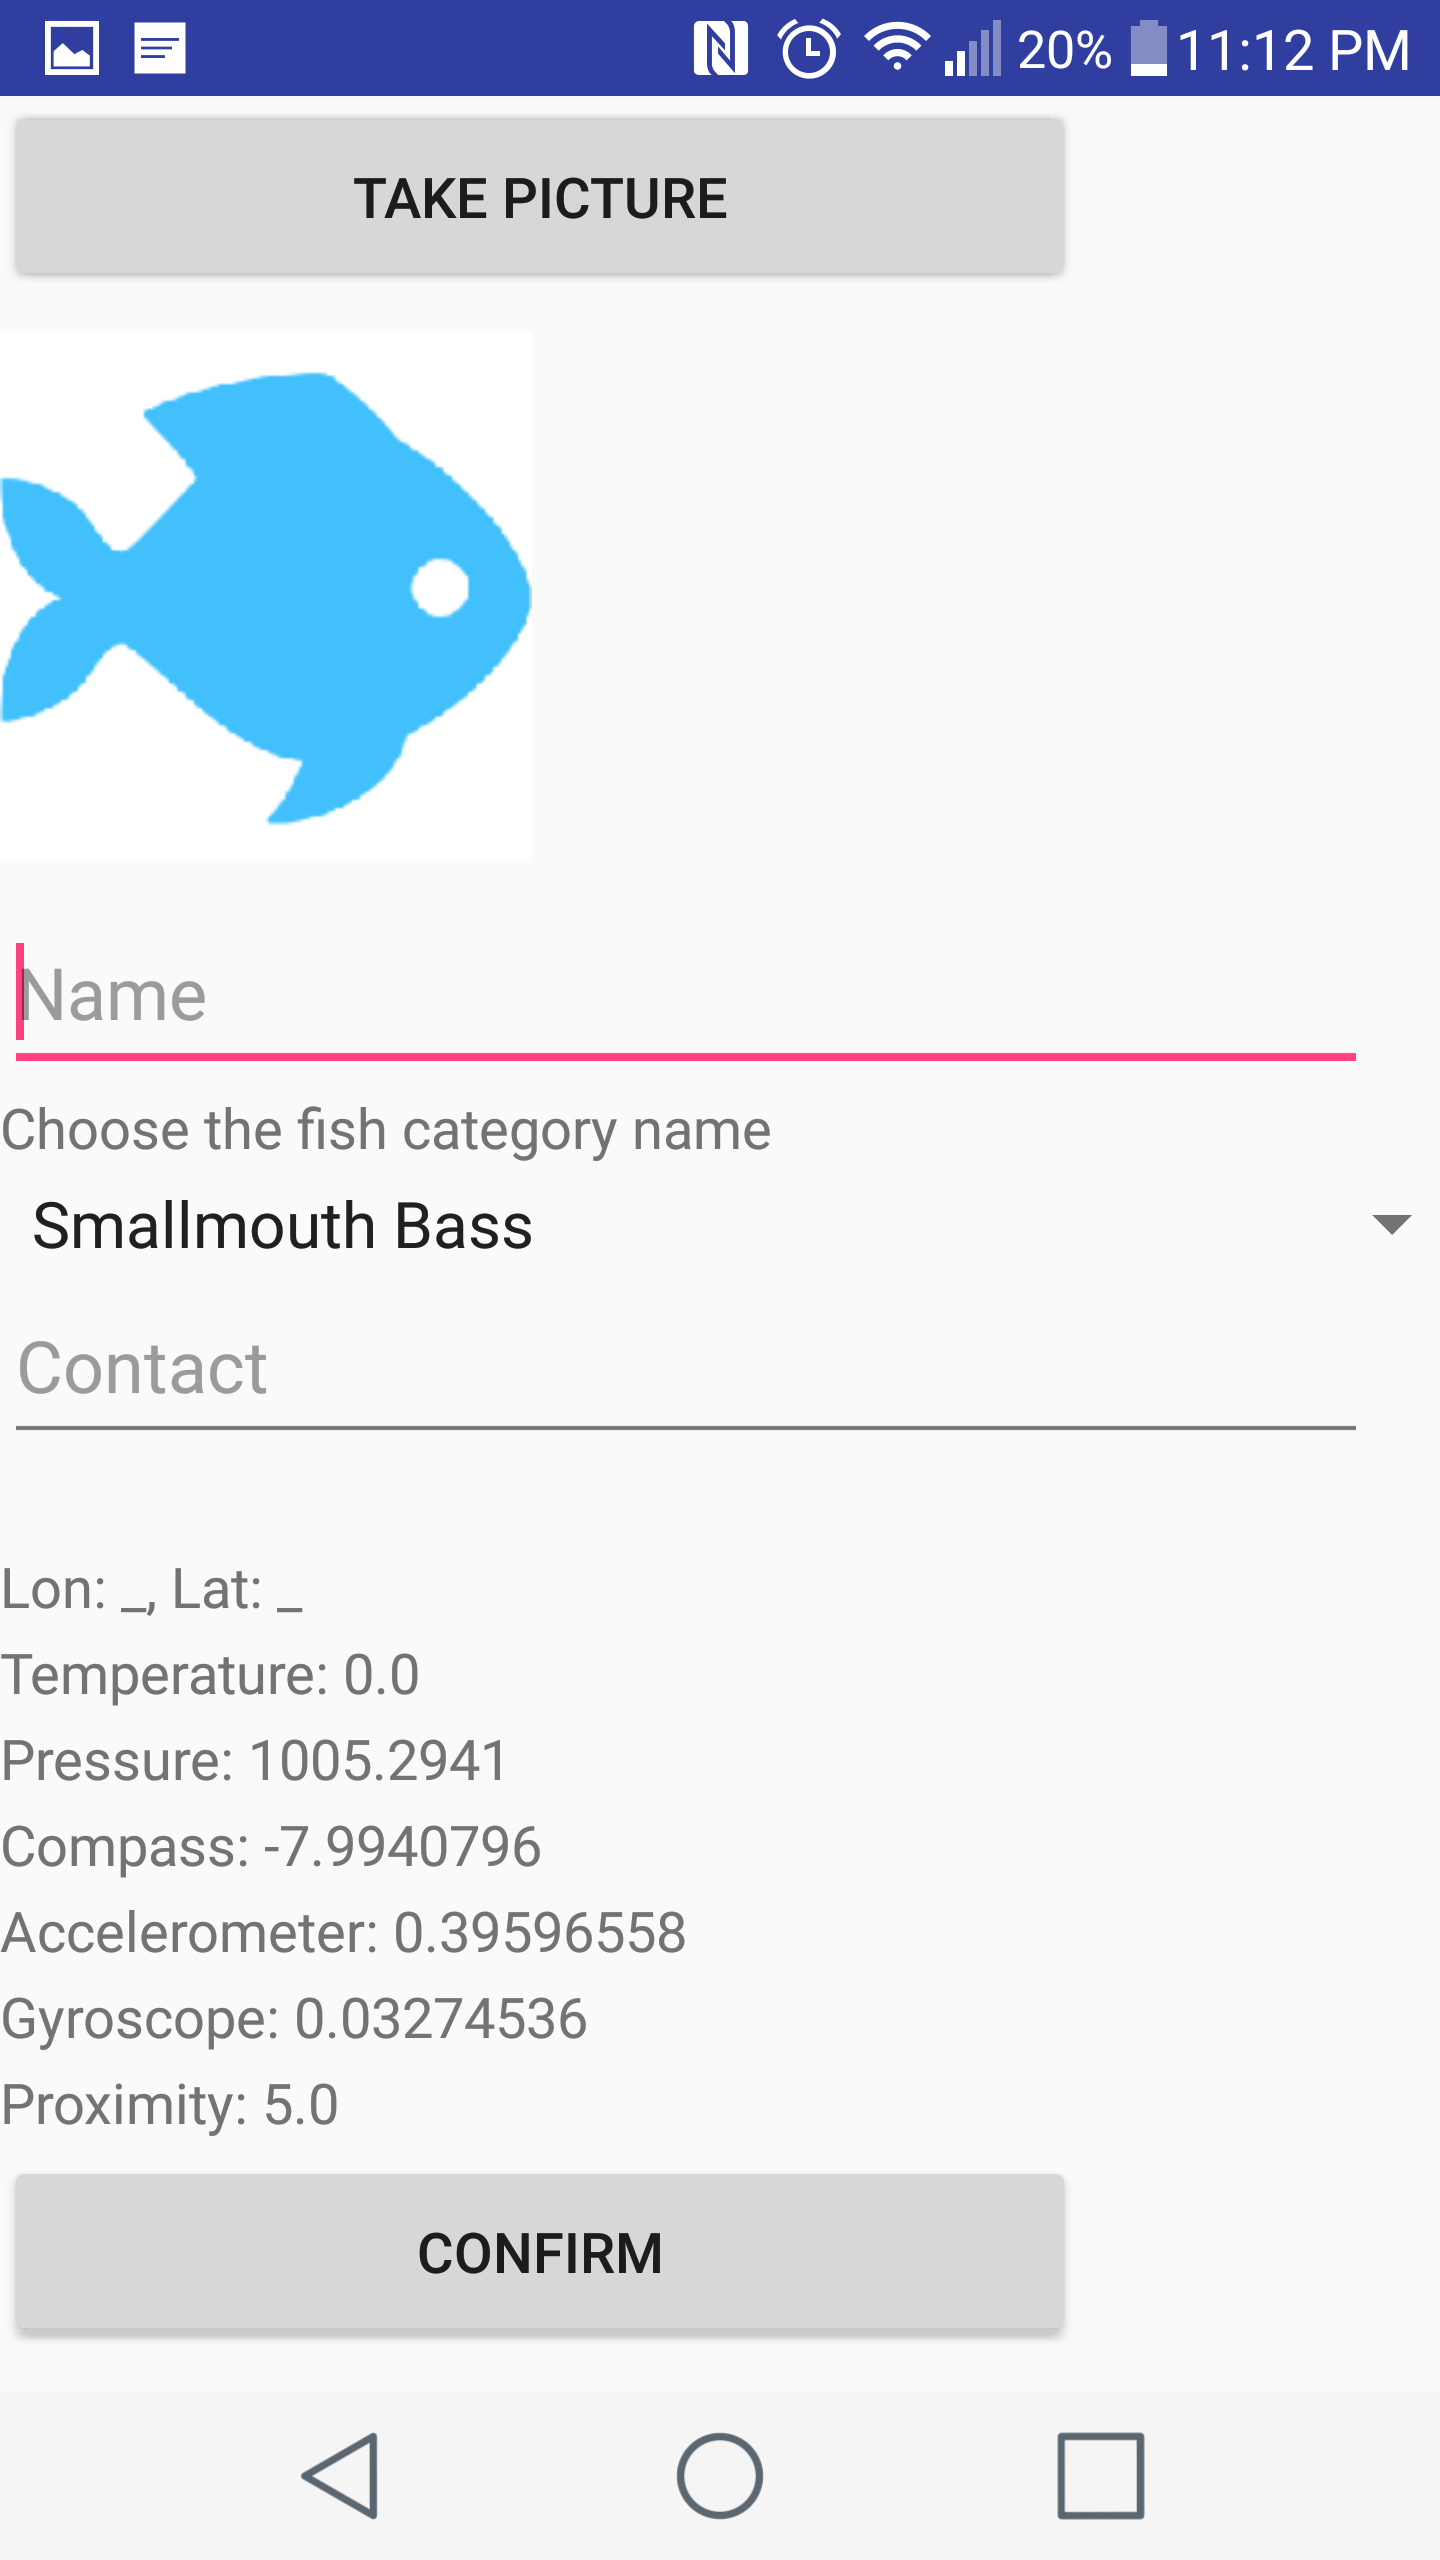 20% 11:12 PM
TAKE PICTURE
Name
Choose the fish category name
Smallmouth Bass
Contact
Lon: _, Lat: _
Temperature: 0.0
Pressure: 1005.2941
Compass: -7.9940796
Accelerometer: 0.39596558
Gyroscope: 0.03274536
Proximity: 5.0
CONFIRM